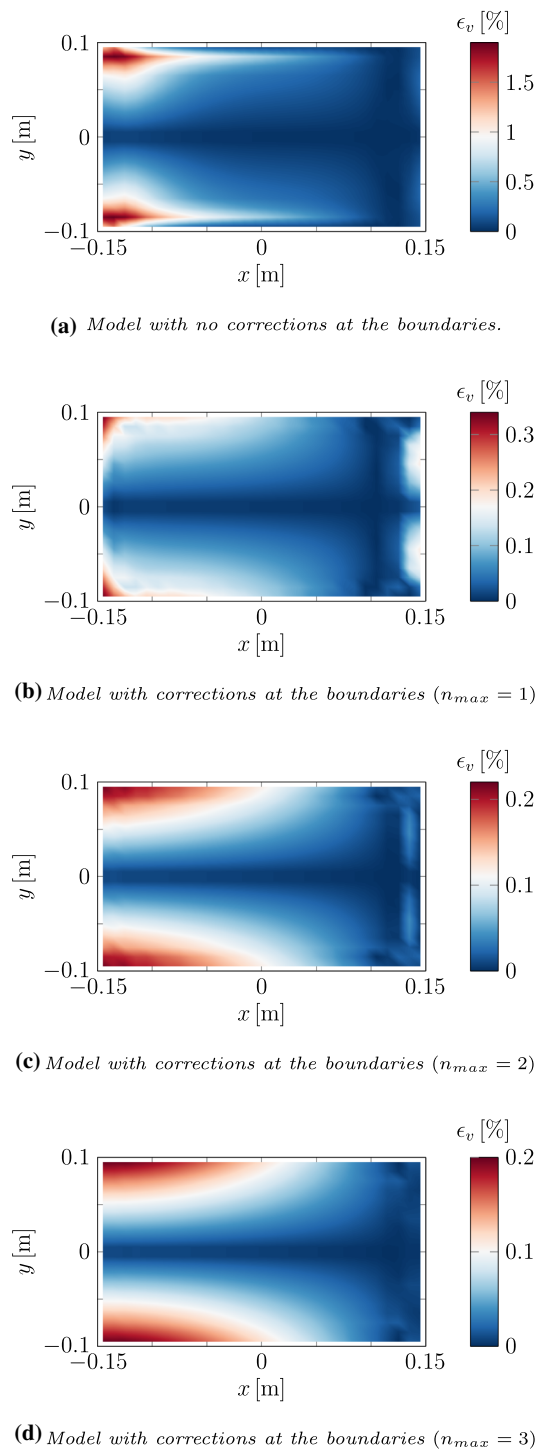 ϵ_v [%]
0.1
0
−0.1
y [m]
−0.15
0
0.15
x [m]
1.5
1
0.5
0
(a) Model with no corrections at the boundaries.
ϵ_v [%]
0.1
0
−0.1
y [m]
−0.15
0
0.15
x [m]
0.3
0.2
0.1
0
(b) Model with corrections at the boundaries (n_max = 1)
ϵ_v [%]
0.1
0
−0.1
y [m]
−0.15
0
0.15
x [m]
0.2
0.1
0
(c) Model with corrections at the boundaries (n_max = 2)
ϵ_v [%]
0.1
0
−0.1
y [m]
−0.15
0
0.15
x [m]
0.2
0.1
0
(d) Model with corrections at the boundaries (n_max = 3)